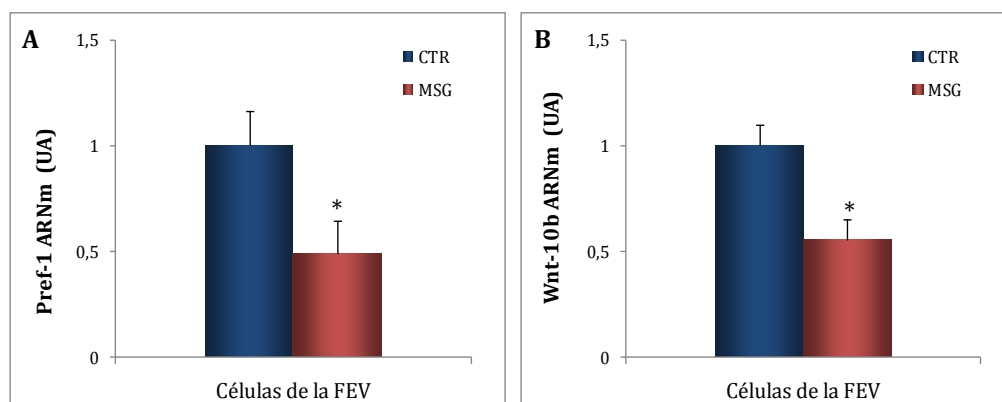 A
Pref-1 ARNm (UA)
1,5
1
0,5
0
CTR
MSG
*
Células de la FEV
B
Wnt-10b ARNm (UA)
1,5
1
0,5
0
CTR
MSG
*
Células de la FEV